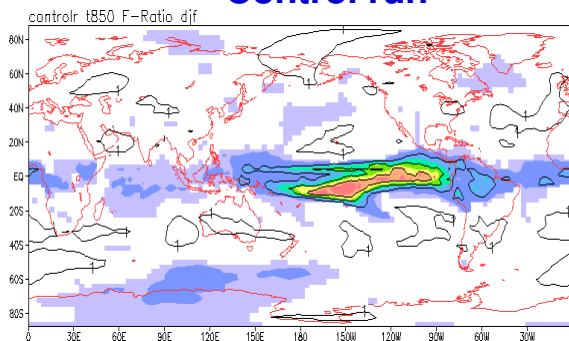 Control run
controlr t850 F-Ratio djf
80N
60N
40N
20N
EQ
20S
40S
60S
80S
0 30E 60E 90E 120E 150E 180 150W 120W 90W 60W 30W